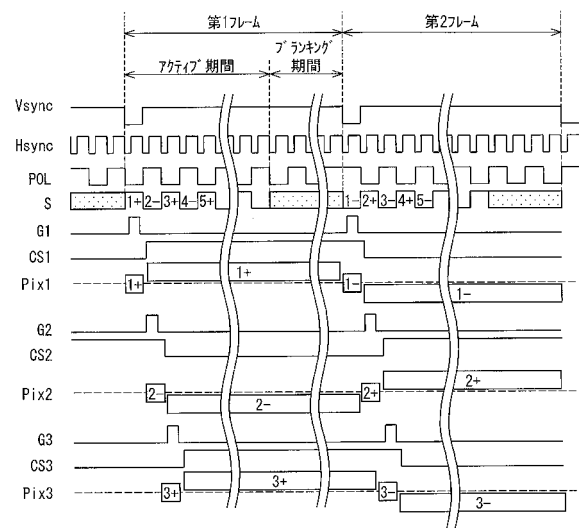 第1フレーム 第2フレーム
アクティブ期間 ブランキング期間
Vsync
Hsync
POL
S 1+ 2- 3+ 4- 5+ 1- 2+ 3- 4+ 5-
G1
CS1
Pix1 1+ 1+ 1- 1-
G2
CS2
Pix2 2- 2- 2+ 2+
G3
CS3
Pix3 3+ 3+ 3- 3-